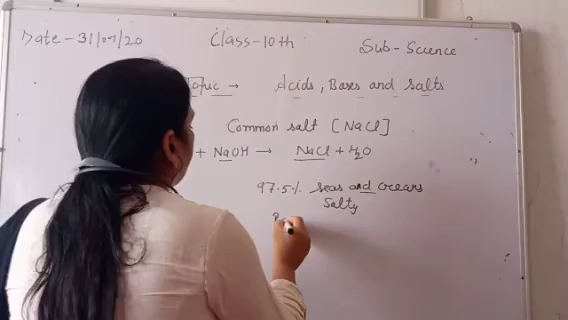 Date - 31/07/20 Class-10th Sub- Science
Topic → Acids, Bases and Salts
Common salt [NaCl]
+ NaOH → NaCl + H2O
97.5% Seas and oceans
Salty